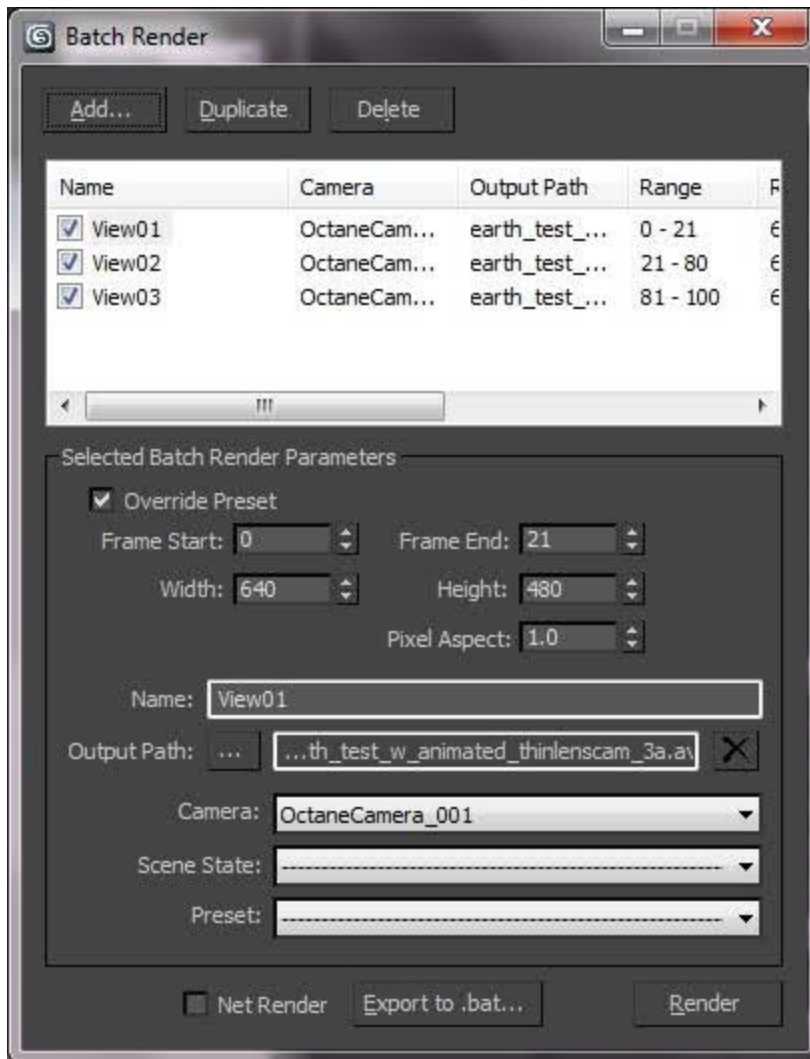 Batch Render
Add... Duplicate Delete
Name Camera Output Path Range
View01 OctaneCam... earth_test_... 0 - 21
View02 OctaneCam... earth_test_... 21 - 80
View03 OctaneCam... earth_test_... 81 - 100
Selected Batch Render Parameters
Override Preset
Frame Start: 0 Frame End: 21
Width: 640 Height: 480
Pixel Aspect: 1.0
Name: View01
Output Path: ... ...th_test_w_animated_thinlenscam_3a.av
Camera: OctaneCamera_001
Scene State:
Preset:
Net Render Export to .bat... Render